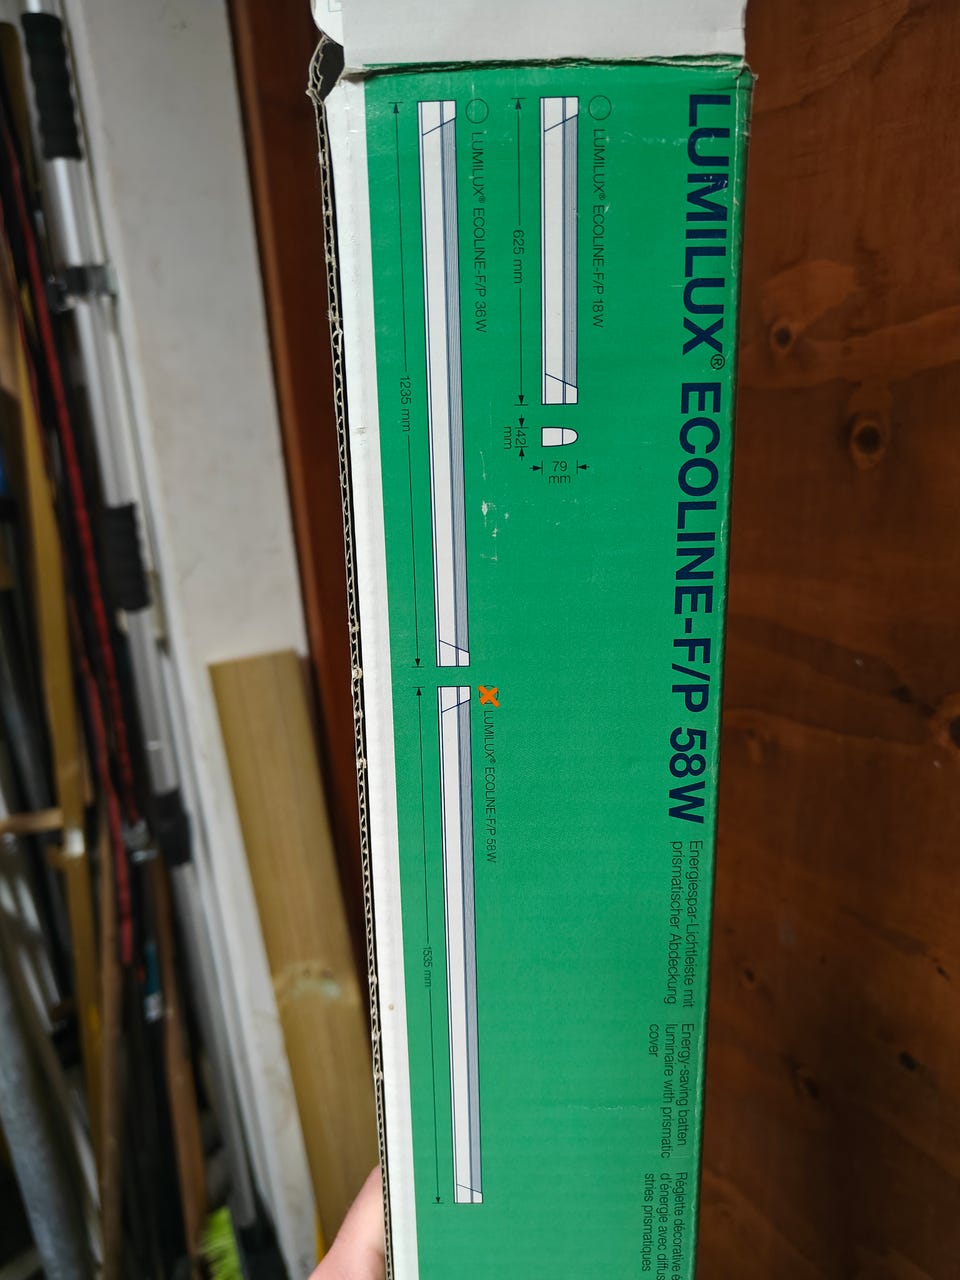 LUMILUX® ECOLINE-F/P 58W
Energiespar-Lichtleiste mit
prismatischer Abdeckung
Energy-saving batten
luminaire with prismatic
cover
Réglette décorative
d'énergie avec
stries prismatiques
LUMILUX® ECOLINE-F/P 18W
625 mm
42
mm
79
mm
LUMILUX® ECOLINE-F/P 36W
1235 mm
LUMILUX® ECOLINE-F/P 58W
1535 mm